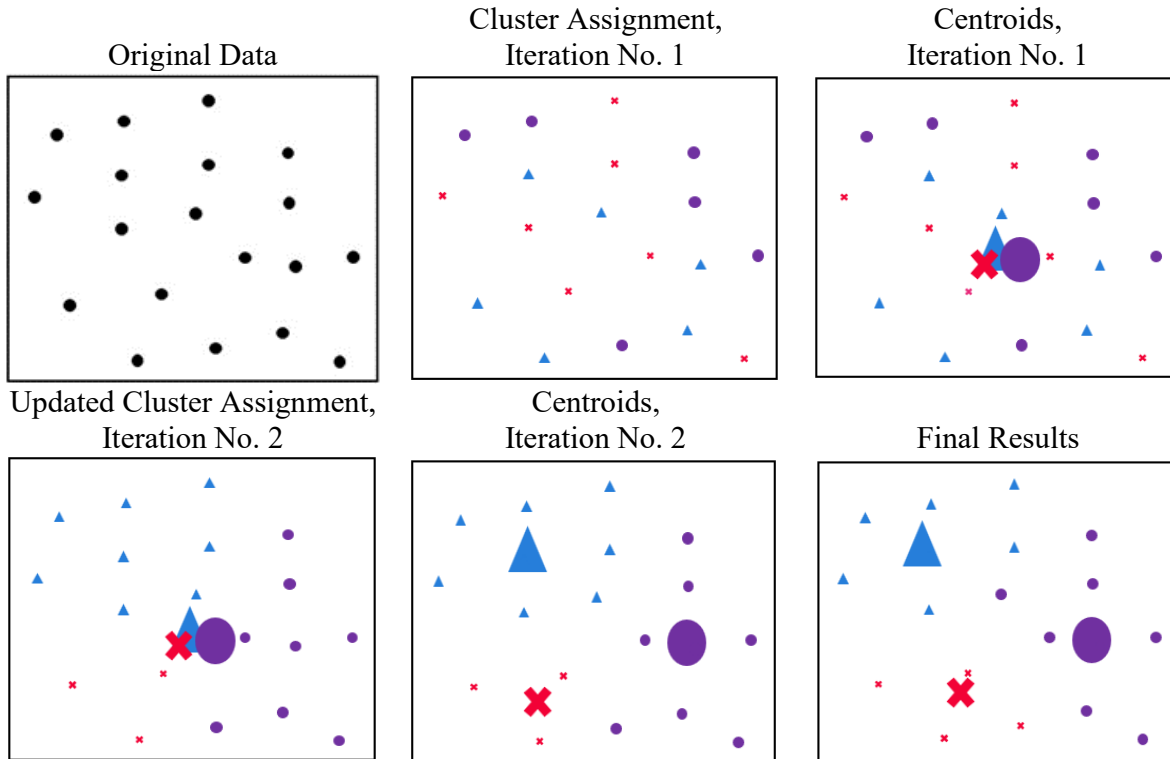 Original Data
Cluster Assignment,
Iteration No. 1
Centroids,
Iteration No. 1
Updated Cluster Assignment,
Iteration No. 2
Centroids,
Iteration No. 2
Final Results